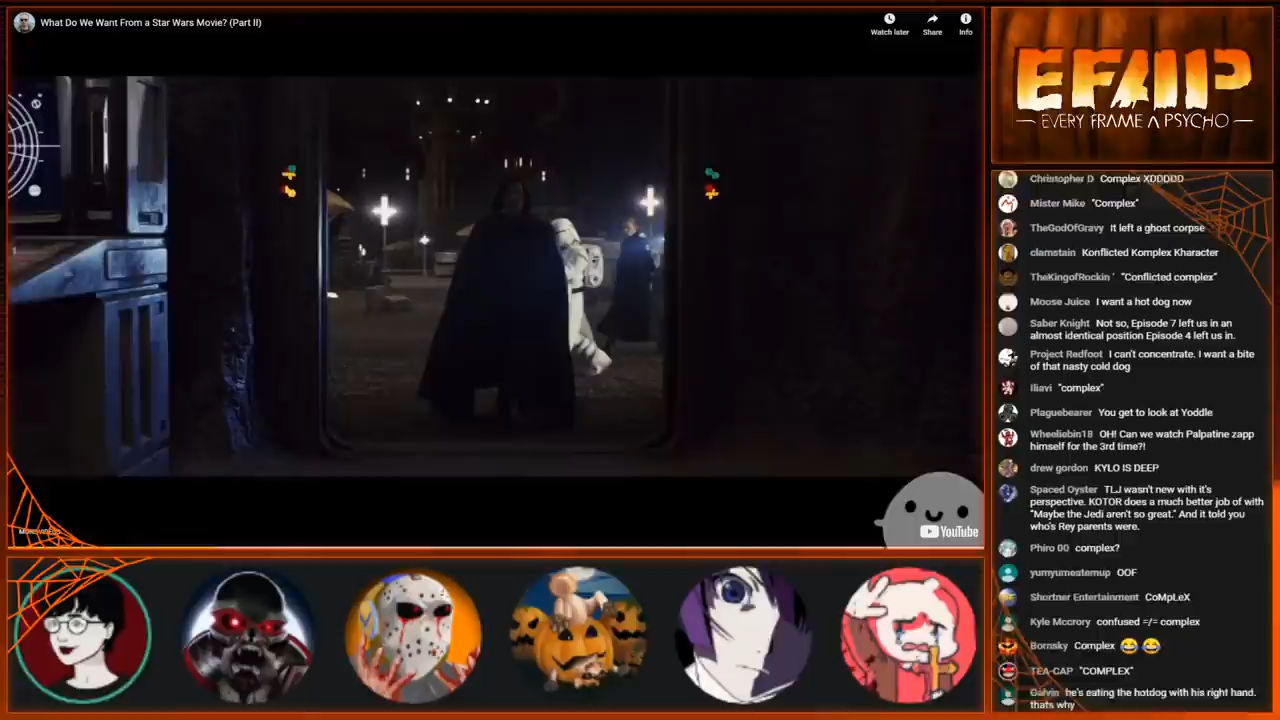 What Do We Want From a Star Wars Movie? (Part II)
Watch later
Share
Info
YouTube
EFAP
EVERY FRAME A PSYCHO
Christopher D Complex XDDDDD
Mister Mike "Complex"
TheGodOfGravy It left a ghost corpse
clamstain Konflicted Komplex Kharacter
TheKingofRockin ' "Conflicted complex"
Moose Juice I want a hot dog now
Saber Knight Not so, Episode 7 left us in an
almost identical position Episode 4 left us in.
Project Redfoot I can't concentrate. I want a bite
of that nasty cold dog
Iliavi "complex"
Plaguebearer You get to look at Yoddle
Wheeliebin18 OH! Can we watch Palpatine zapp
himself for the 3rd time?!
drew gordon KYLO IS DEEP
Spaced Oyster TLJ wasn't new with it's
perspective. KOTOR does a much better job of with
"Maybe the Jedi aren't so great." And it told you
who's Rey parents were.
Phiro 00 complex?
yumyumeatemup OOF
Shortner Entertainment CoMpLeX
Kyle Mccrory confused =/= complex
Bornsky Complex 😂 😂
TEA-CAP "COMPLEX"
Galvin he's eating the hotdog with his right hand.
thats why